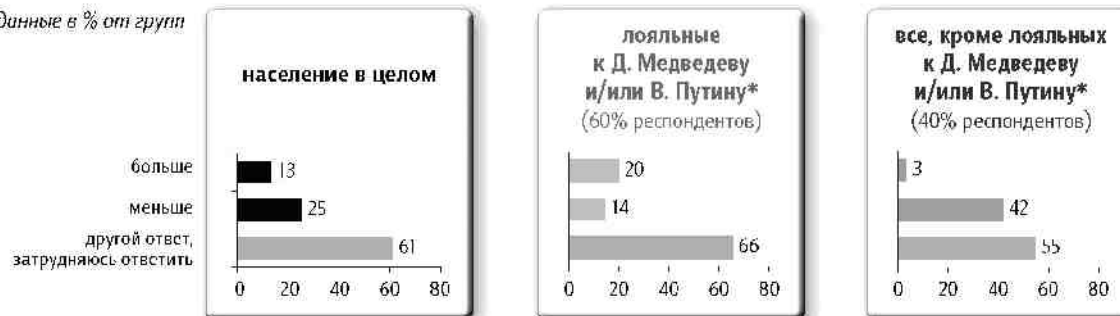 Данные в % от групп
население в целом
больше
меньше
другой ответ,
затрудняюсь ответить
13
25
61
0 20 40 60 80
лояльные
к Д. Медведеву
и/или В. Путину*
(60% респондентов)
20
14
66
0 20 40 60 80
все, кроме лояльных
к Д. Медведеву
и/или В. Путину*
(40% респондентов)
3
42
55
0 20 40 60 80